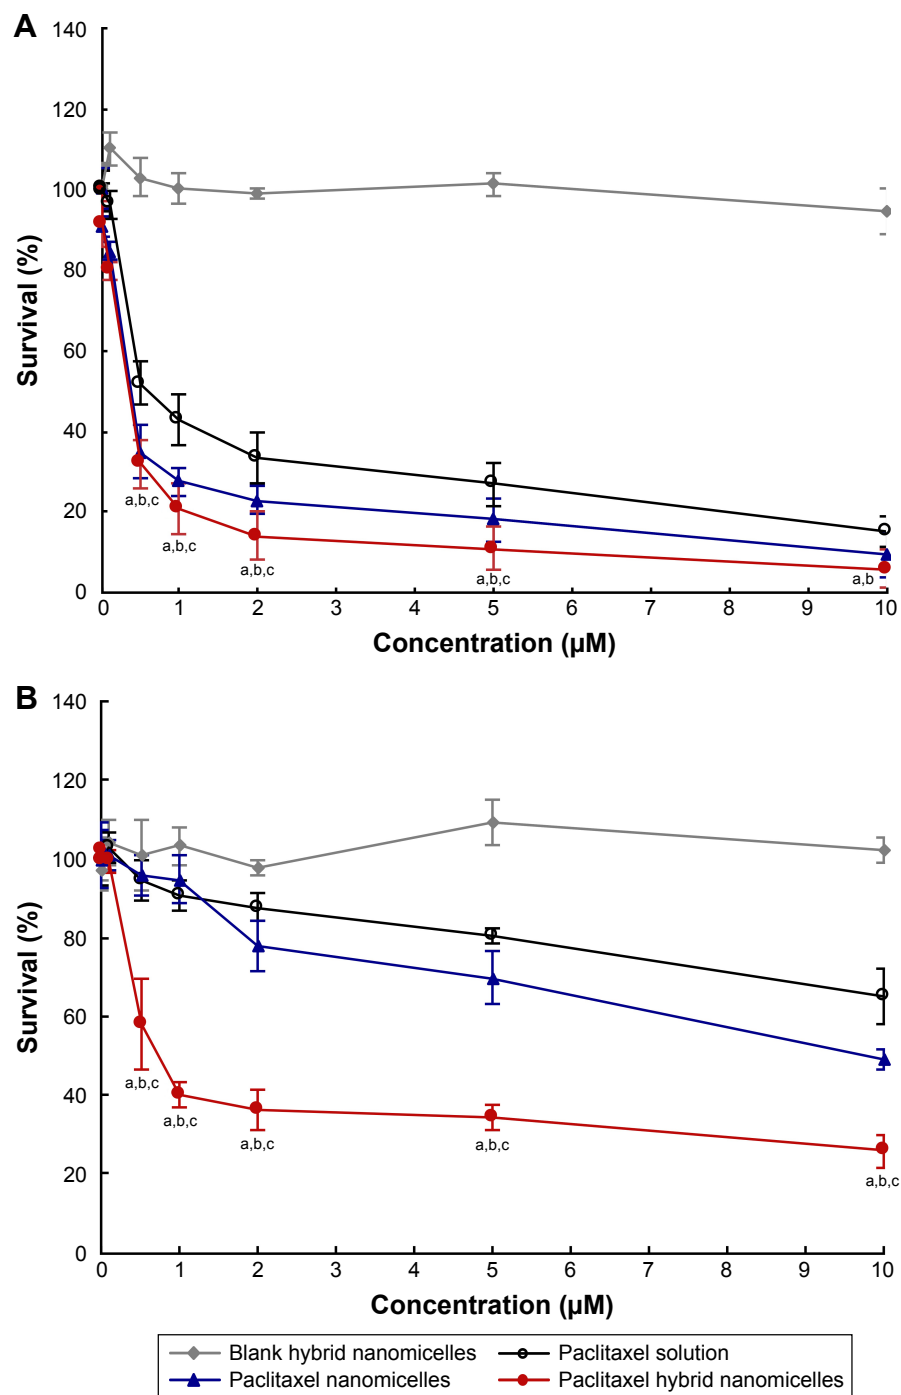 A
140
120
100
80
60
40
20
0
Survival (%)
a,b,c
a,b,c
a,b,c
a,b,c
a,b
0 1 2 3 4 5 6 7 8 9 10
Concentration (µM)
B
140
120
100
80
60
40
20
0
Survival (%)
a,b,c
a,b,c
a,b,c
a,b,c
a,b,c
0 1 2 3 4 5 6 7 8 9 10
Concentration (µM)
Blank hybrid nanomicelles Paclitaxel solution
Paclitaxel nanomicelles Paclitaxel hybrid nanomicelles